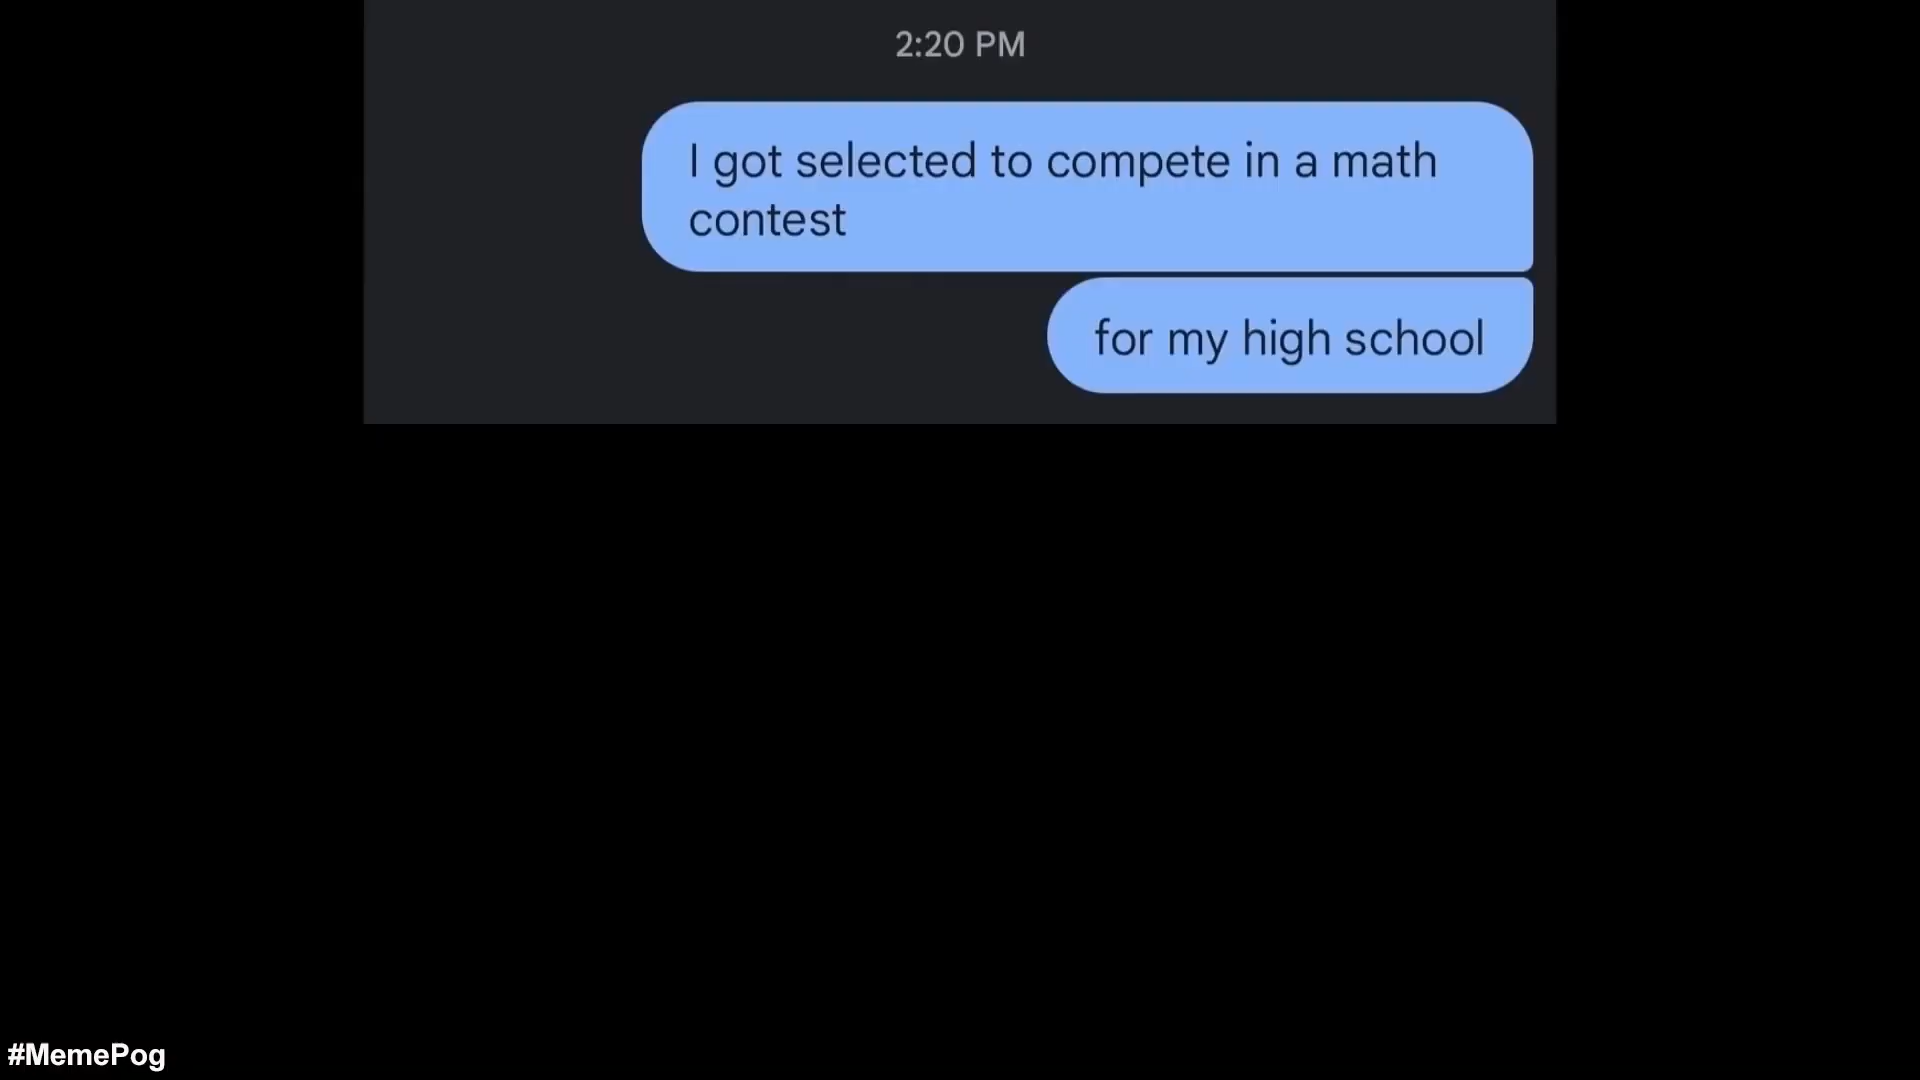 2:20 PM
I got selected to compete in a math
contest
for my high school
#MemePog